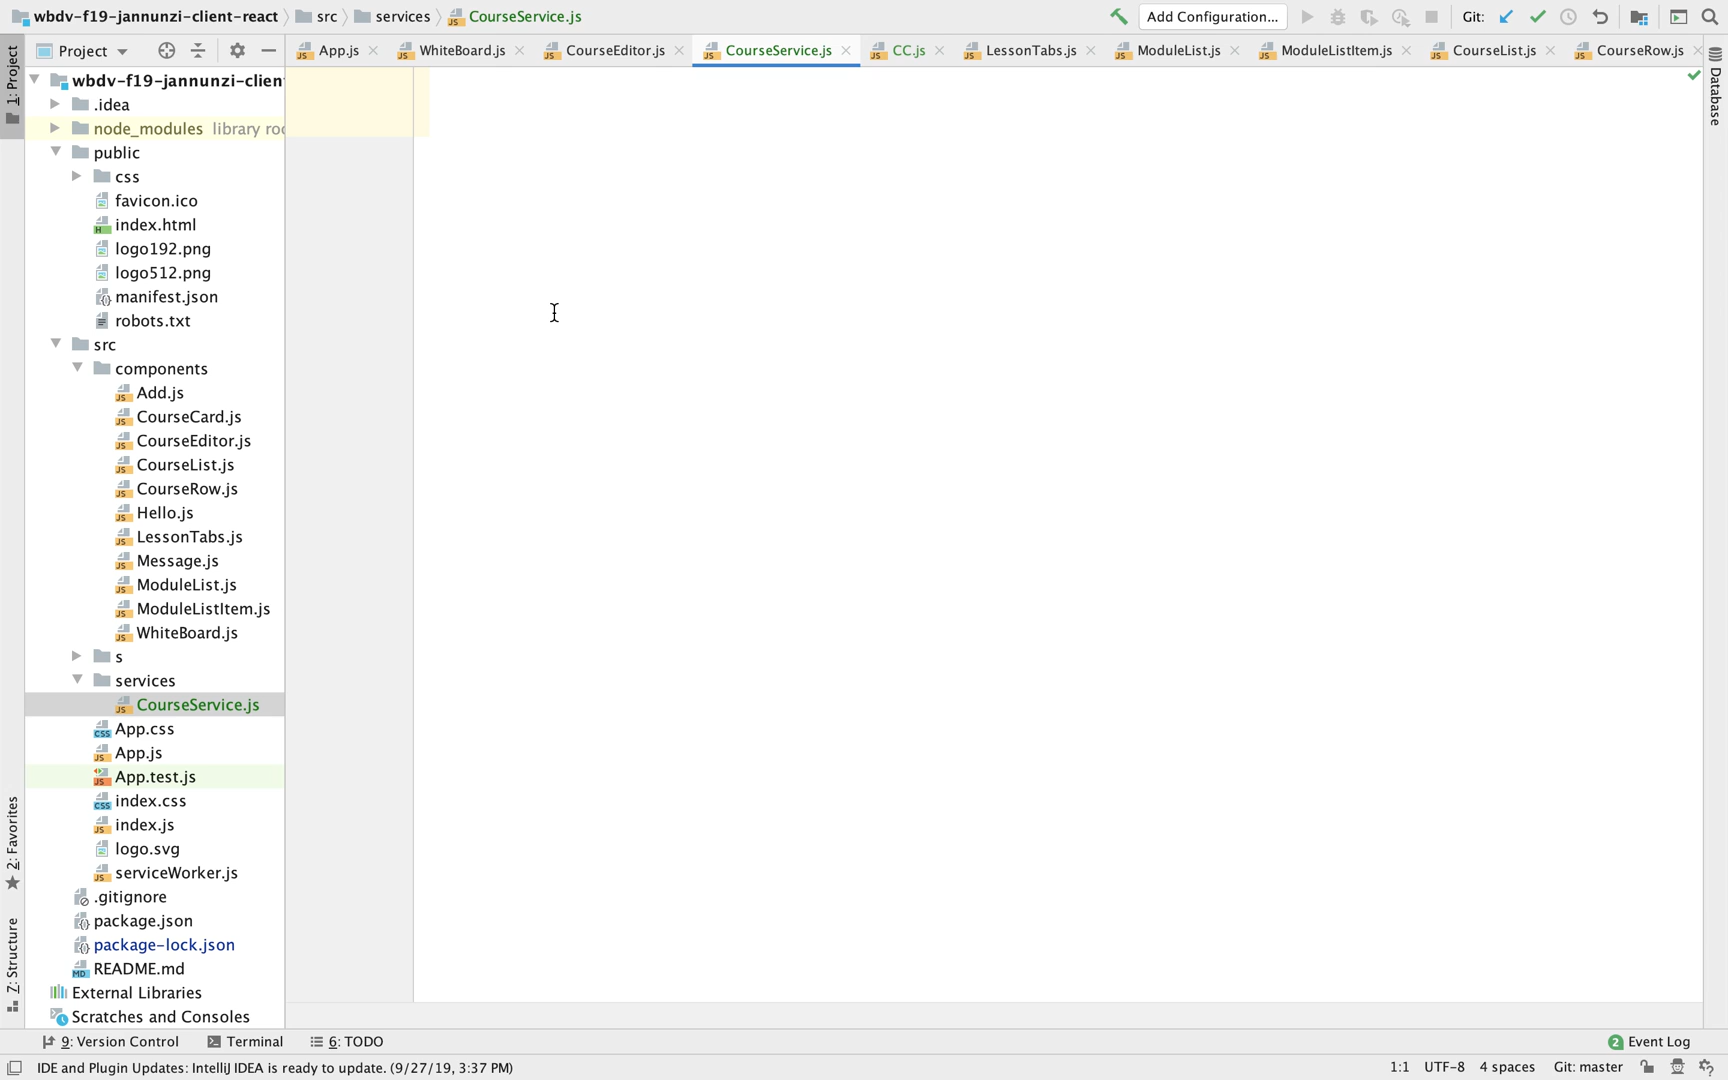 wbdv-f19-jannunzi-client-react src services CourseService.js Add Configuration... Git:
1: Project
Project
App.js WhiteBoard.js CourseEditor.js CourseService.js CC.js LessonTabs.js ModuleList.js ModuleListItem.js CourseList.js CourseRow.js
Database
wbdv-f19-jannunzi-client
.idea
node_modules library roo
public
css
favicon.ico
index.html
logo192.png
logo512.png
manifest.json
robots.txt
src
components
Add.js
CourseCard.js
CourseEditor.js
CourseList.js
CourseRow.js
Hello.js
LessonTabs.js
Message.js
ModuleList.js
ModuleListItem.js
WhiteBoard.js
s
services
CourseService.js
App.css
App.js
App.test.js
index.css
index.js
logo.svg
serviceWorker.js
.gitignore
package.json
package-lock.json
README.md
External Libraries
Scratches and Consoles
2: Favorites
Z: Structure
9: Version Control Terminal 6: TODO 2 Event Log
IDE and Plugin Updates: IntelliJ IDEA is ready to update. (9/27/19, 3:37 PM) 1:1 UTF-8 4 spaces Git: master